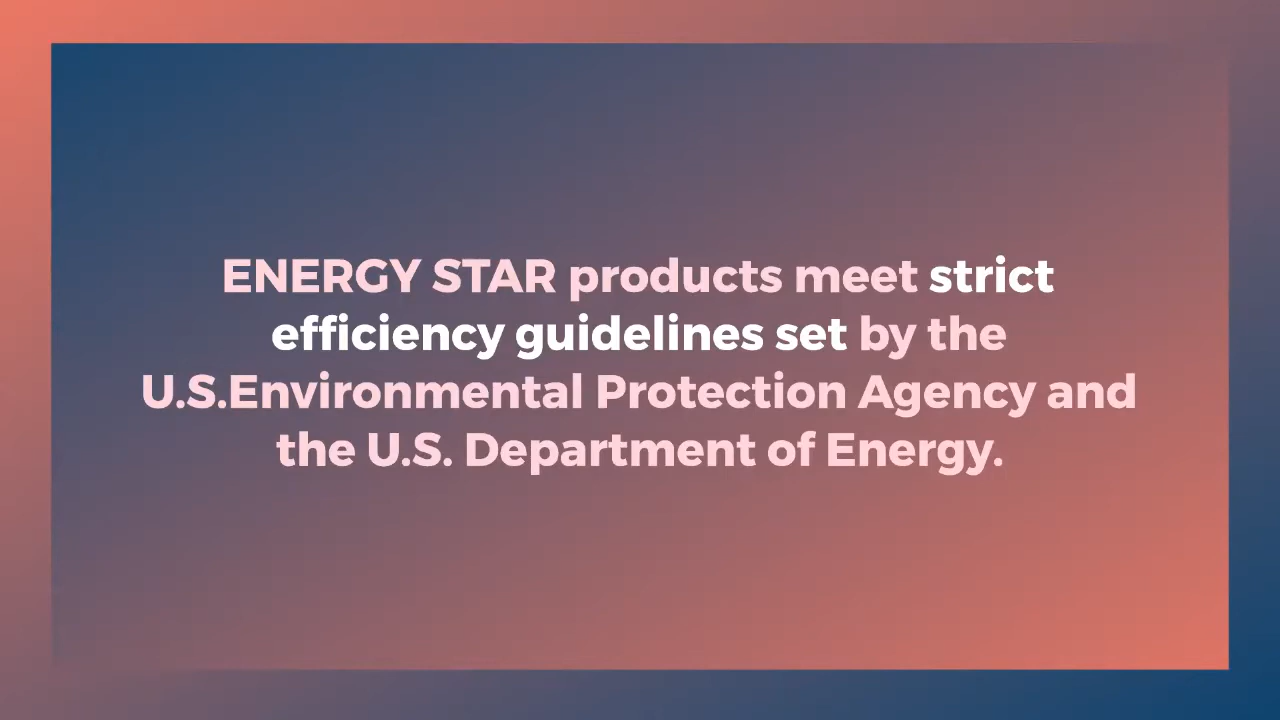 ENERGY STAR products meet strict
efficiency guidelines set by the
U.S.Environmental Protection Agency and
the U.S. Department of Energy.